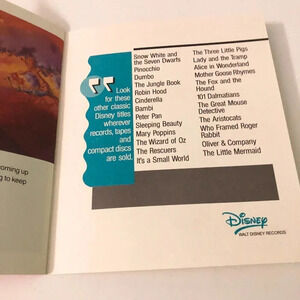 oming up
g to keep
Look
for these
other classic
Disney titles
wherever
records, tapes
and
compact discs
are sold.
Snow White and
the Seven Dwarfs
Pinocchio
Dumbo
The Jungle Book
Robin Hood
Cinderella
Bambi
Peter Pan
Sleeping Beauty
Mary Poppins
The Wizard of Oz
The Rescuers
It's a Small World
The Three Little Pigs
Lady and the Tramp
Alice in Wonderland
Mother Goose Rhymes
The Fox and the
Hound
101 Dalmatians
The Great Mouse
Detective
The Aristocats
Who Framed Roger
Rabbit
Oliver & Company
The Little Mermaid
Disney
WALT DISNEY RECORDS